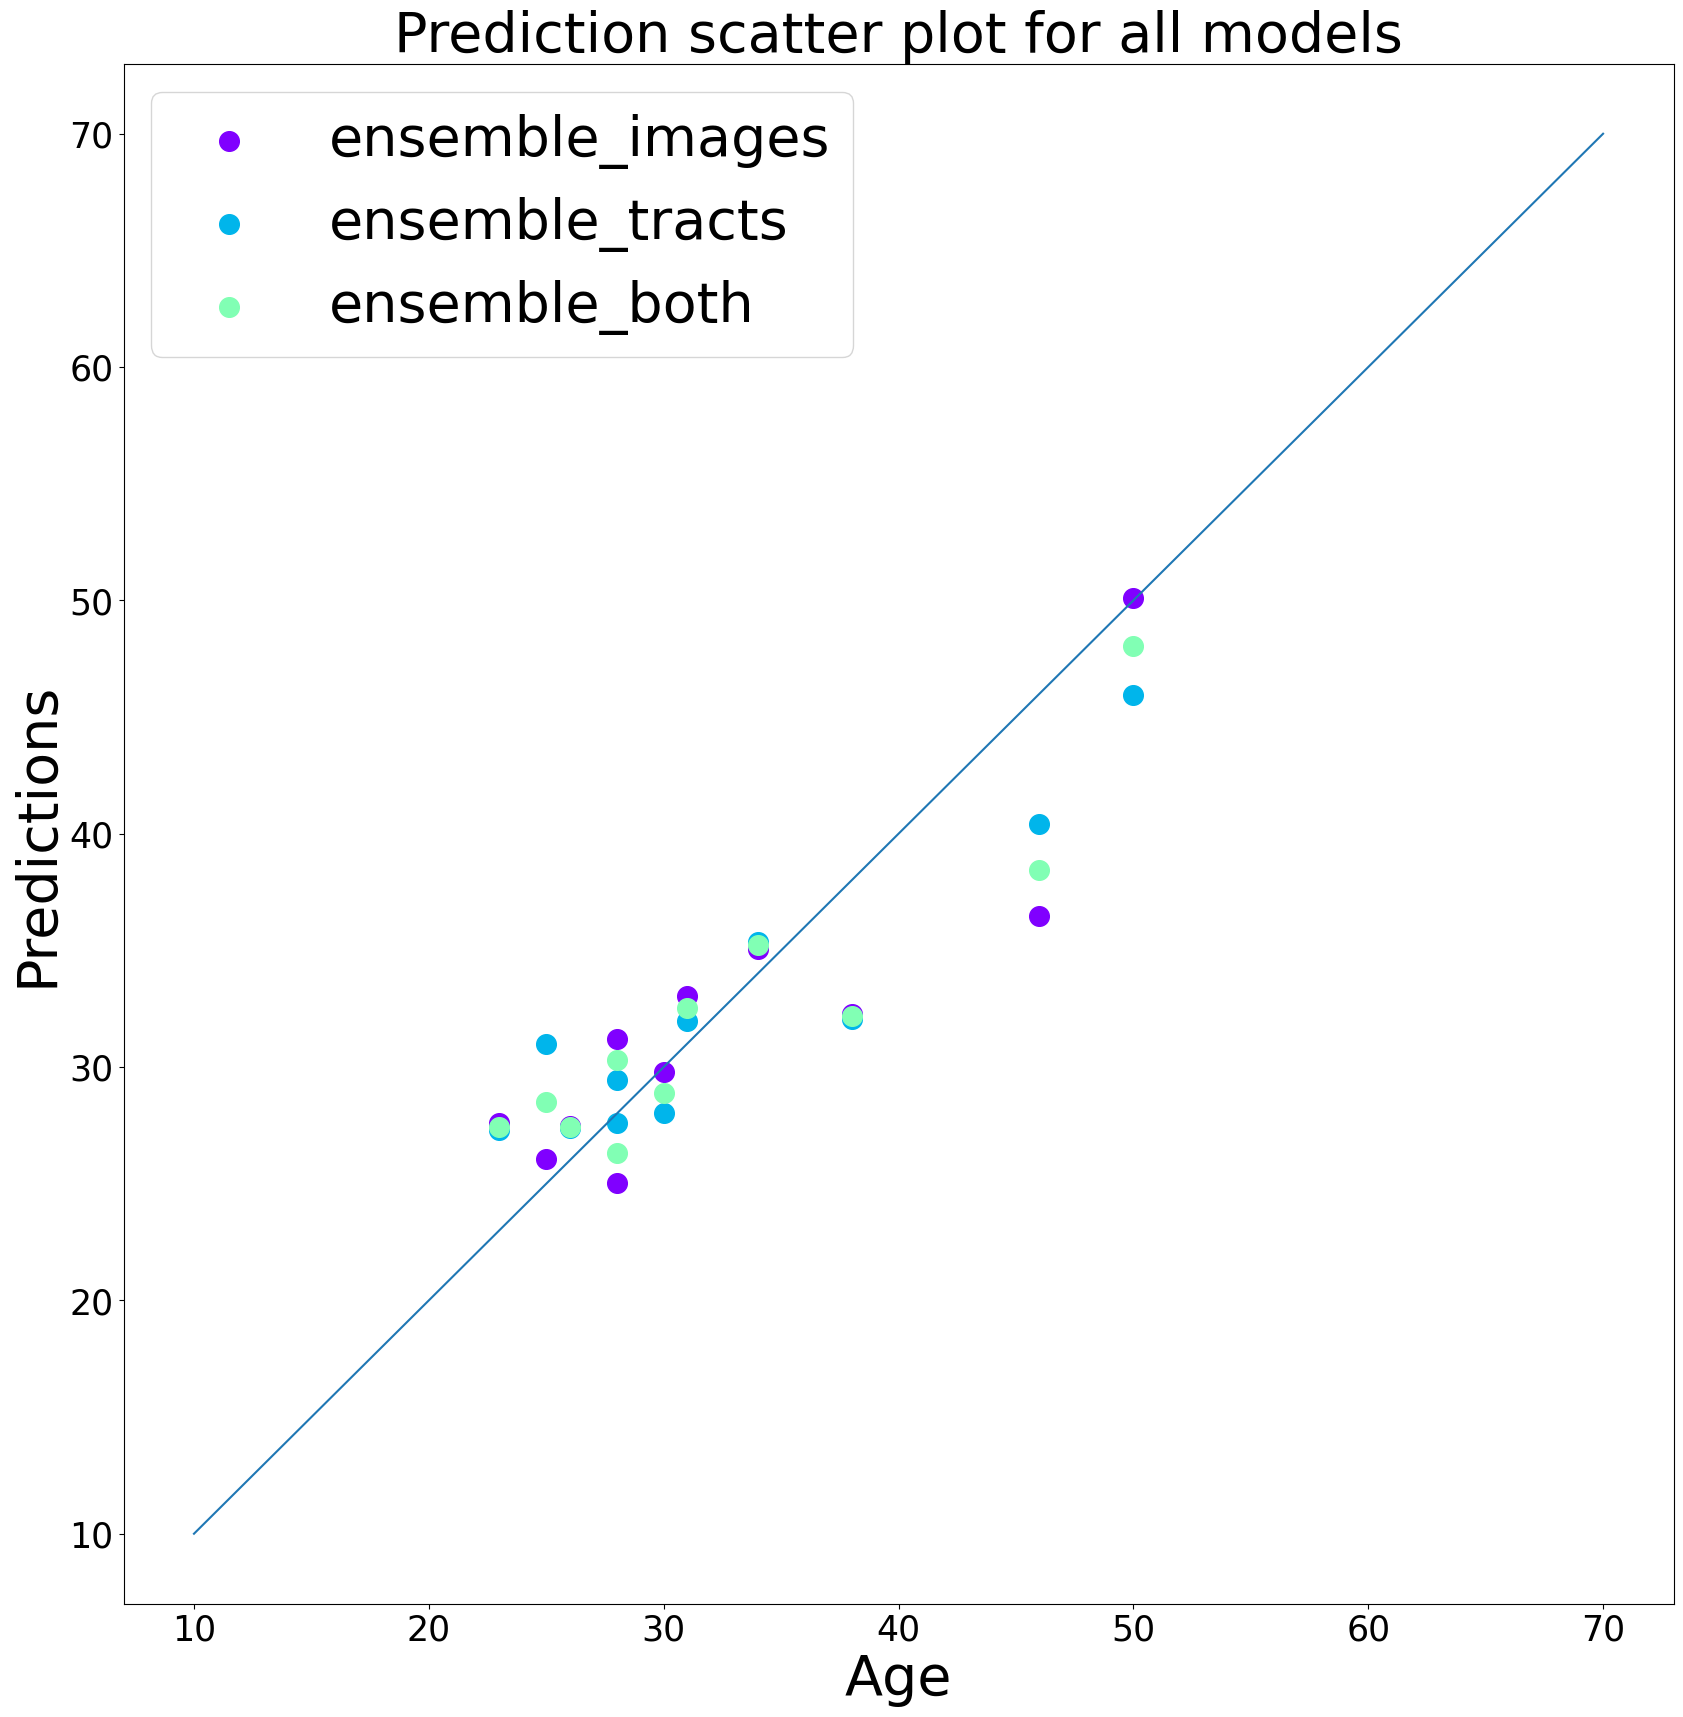 Prediction scatter plot for all models
ensemble_images
ensemble_tracts
ensemble_both
70
60
50
40
30
20
10
Predictions
10 20 30 40 50 60 70
Age